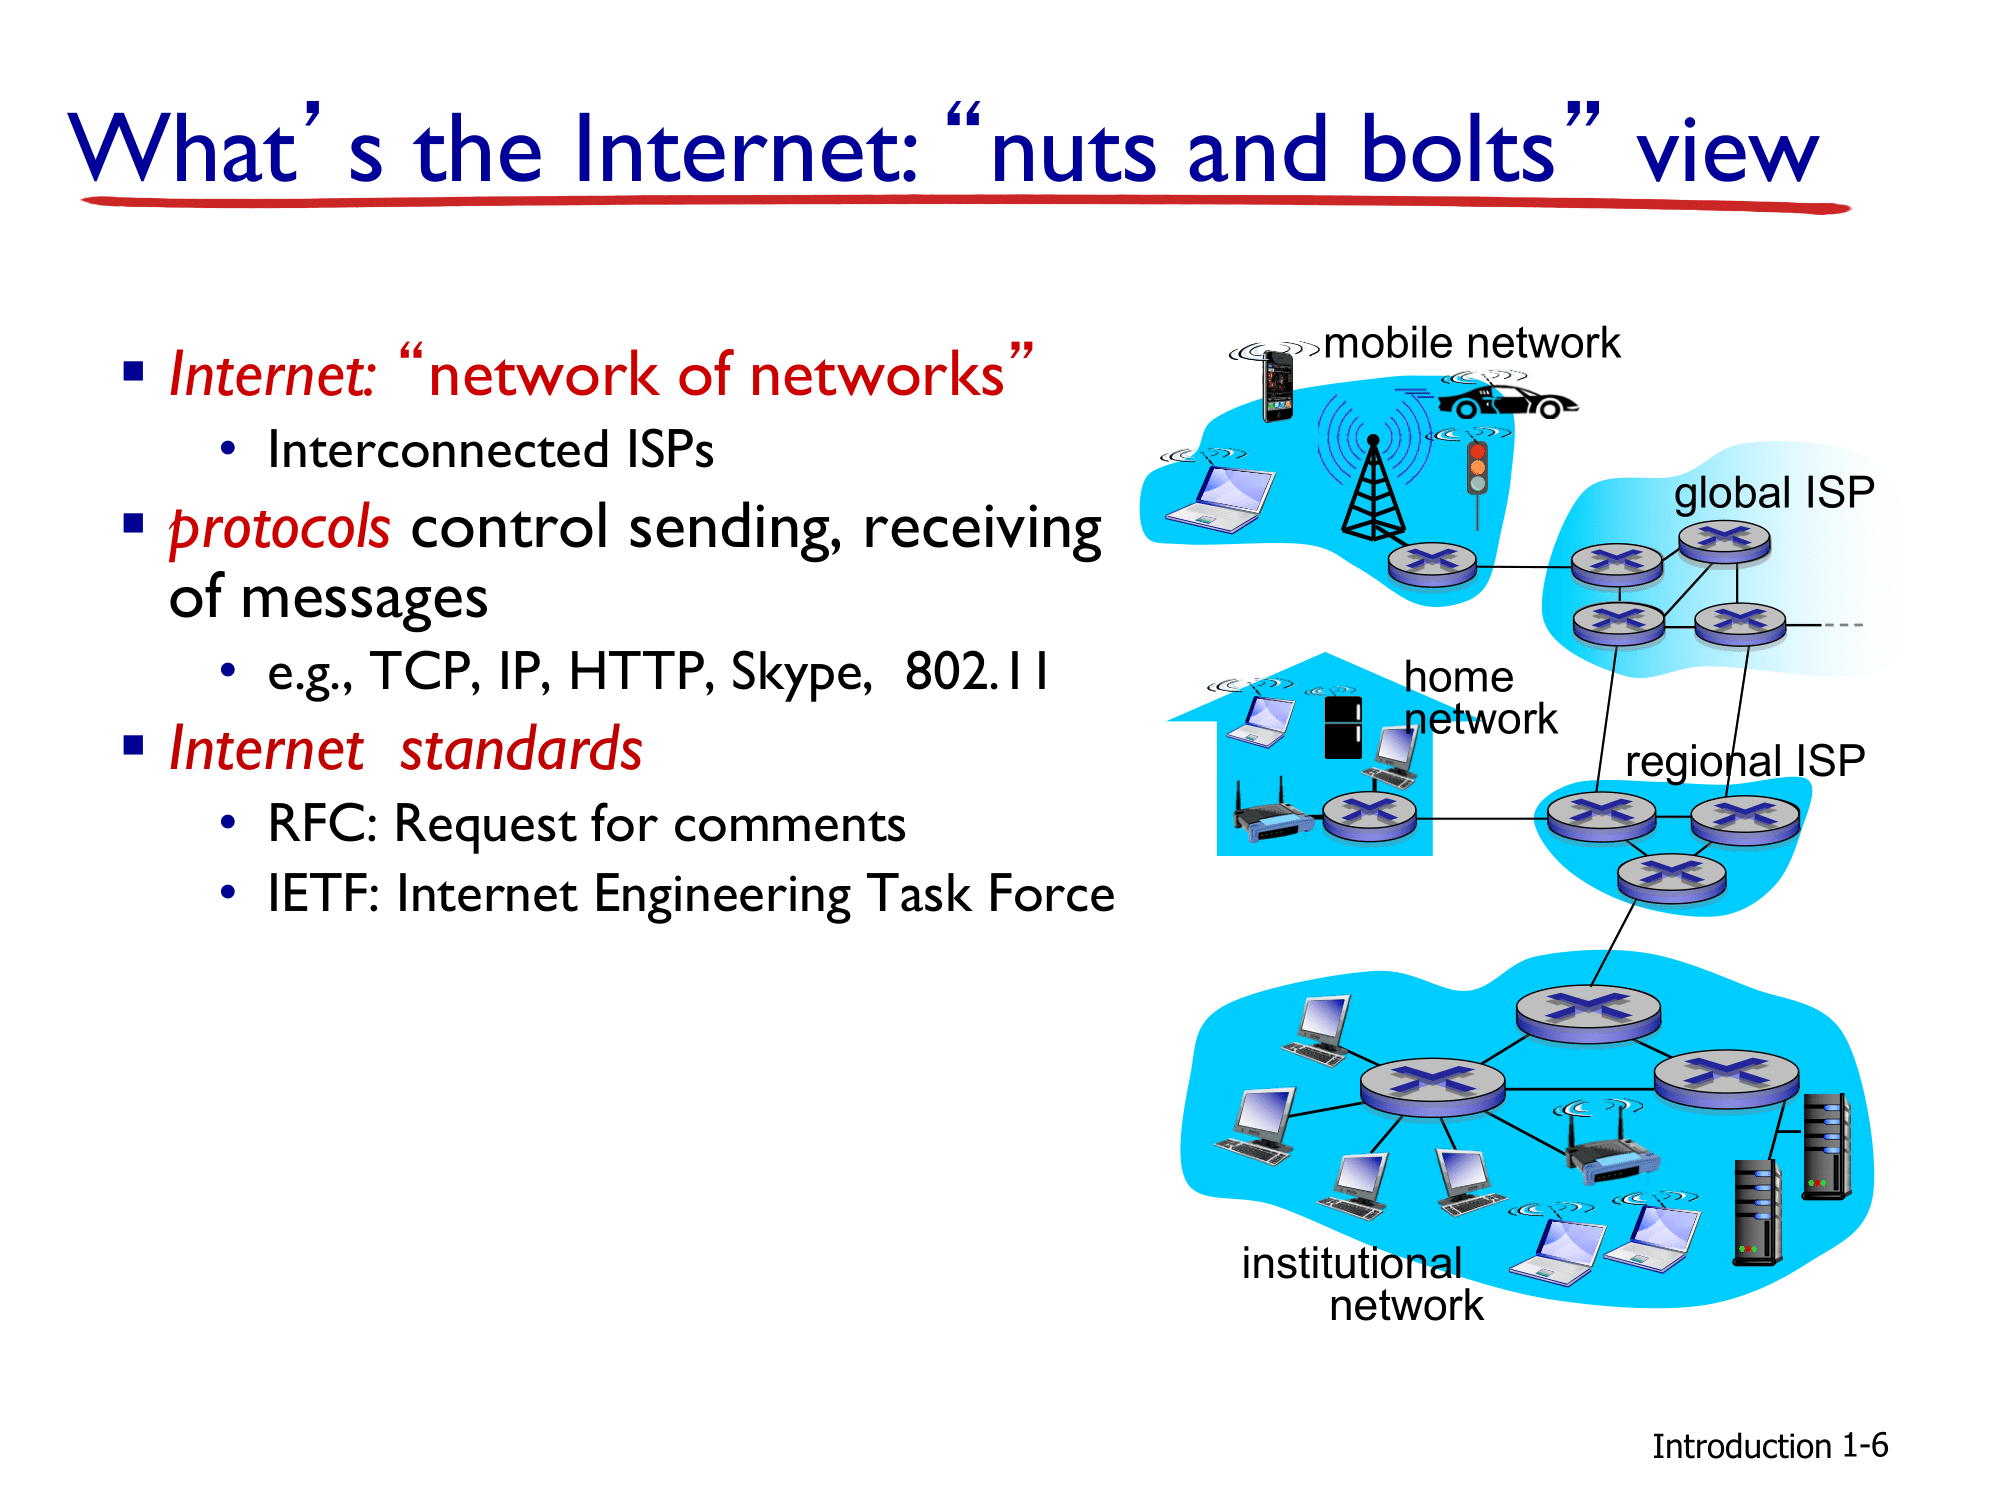 What’s the Internet: “nuts and bolts” view
▪ Internet: “network of networks”
• Interconnected ISPs
▪ protocols control sending, receiving
of messages
• e.g., TCP, IP, HTTP, Skype, 802.11
▪ Internet standards
• RFC: Request for comments
• IETF: Internet Engineering Task Force
mobile network
global ISP
home
network
regional ISP
institutional
network
Introduction 1-6